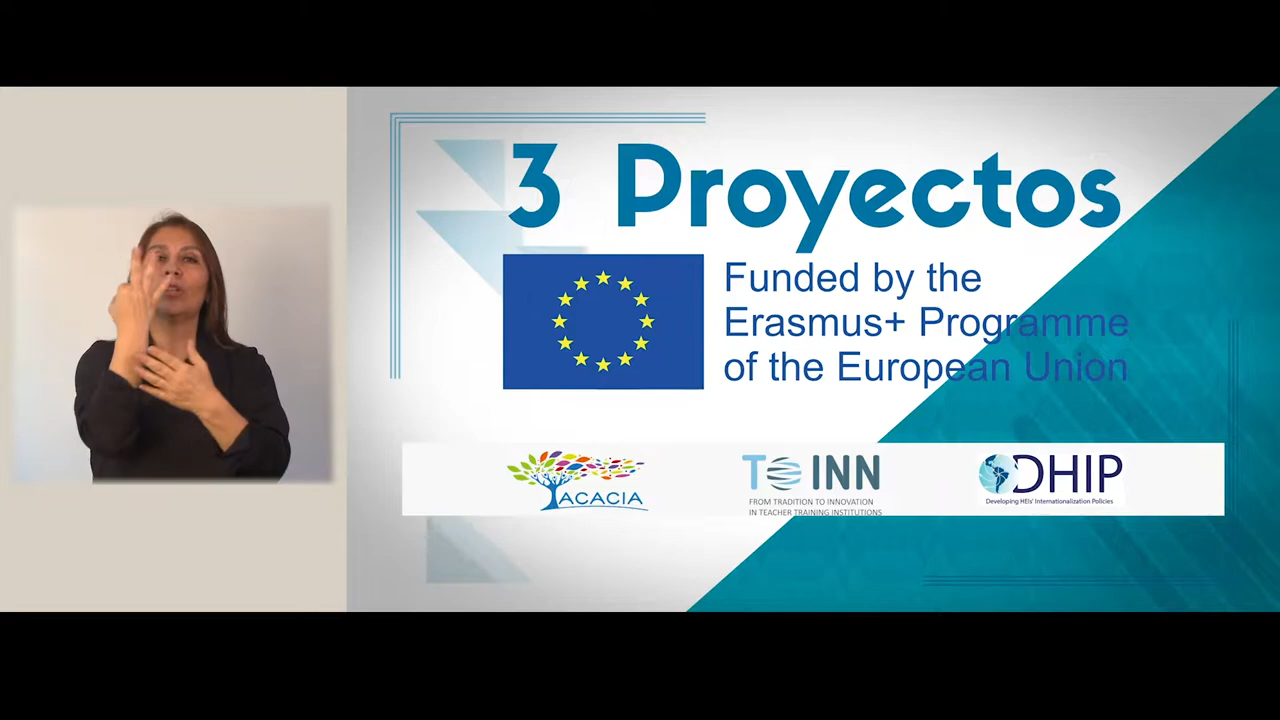 3 Proyectos
Funded by the
Erasmus+ Programme
of the European Union
ACACIA
TO INN
FROM TRADITION TO INNOVATION
IN TEACHER TRAINING INSTITUTIONS
DHIP
Developing HEIs' Internationalization Policies